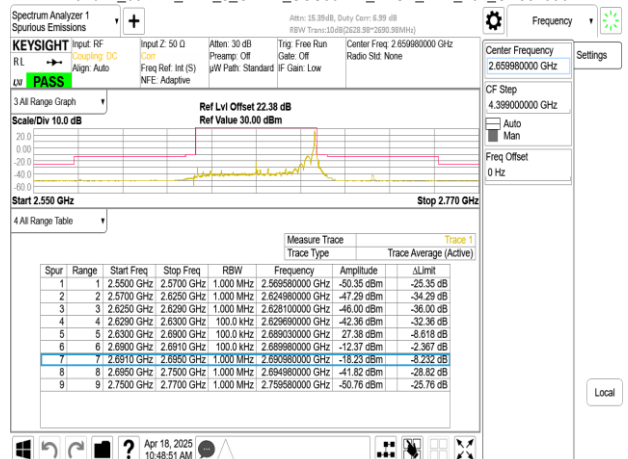 Spectrum Analyzer 1
Spurious Emissions
Attn: 15.39dB, Duty Corr: 6.99 dB
RBW Trans:10dB(2628.98~2690.98MHz)
Frequency
Settings
KEYSIGHT
RL
LXI PASS
Input: RF
Coupling: DC
Align: Auto
Input Z: 50 Ω
Corr
Freq Ref: Int (S)
NFE: Adaptive
Atten: 30 dB
Preamp: Off
µW Path: Standard
Trig: Free Run
Gate: Off
IF Gain: Low
Center Freq: 2.659980000 GHz
Radio Std: None
Center Frequency
2.659980000 GHz
CF Step
4.399000000 GHz
Auto
Man
Freq Offset
0 Hz
Local
3 All Range Graph
Scale/Div 10.0 dB
Ref Lvl Offset 22.38 dB
Ref Value 30.00 dBm
20.0
0.00
-20.0
-40.0
-60.0
Start 2.550 GHz
Stop 2.770 GHz
4 All Range Table
Measure Trace Trace 1
Trace Type Trace Average (Active)
Spur Range Start Freq Stop Freq RBW Frequency Amplitude ΔLimit
1 1 2.5500 GHz 2.5700 GHz 1.000 MHz 2.569580000 GHz -50.35 dBm -25.35 dB
2 2 2.5700 GHz 2.6250 GHz 1.000 MHz 2.624980000 GHz -47.29 dBm -34.29 dB
3 3 2.6250 GHz 2.6290 GHz 1.000 MHz 2.628100000 GHz -46.00 dBm -36.00 dB
4 4 2.6290 GHz 2.6300 GHz 100.0 kHz 2.629690000 GHz -42.36 dBm -32.36 dB
5 5 2.6300 GHz 2.6900 GHz 100.0 kHz 2.689030000 GHz 27.38 dBm -8.618 dB
6 6 2.6900 GHz 2.6910 GHz 100.0 kHz 2.689980000 GHz -12.37 dBm -2.367 dB
7 7 2.6910 GHz 2.6950 GHz 1.000 MHz 2.690980000 GHz -18.23 dBm -8.232 dB
8 8 2.6950 GHz 2.7500 GHz 1.000 MHz 2.694980000 GHz -41.82 dBm -28.82 dB
9 9 2.7500 GHz 2.7700 GHz 1.000 MHz 2.759580000 GHz -50.76 dBm -25.76 dB
Apr 18, 2025
10:48:51 AM